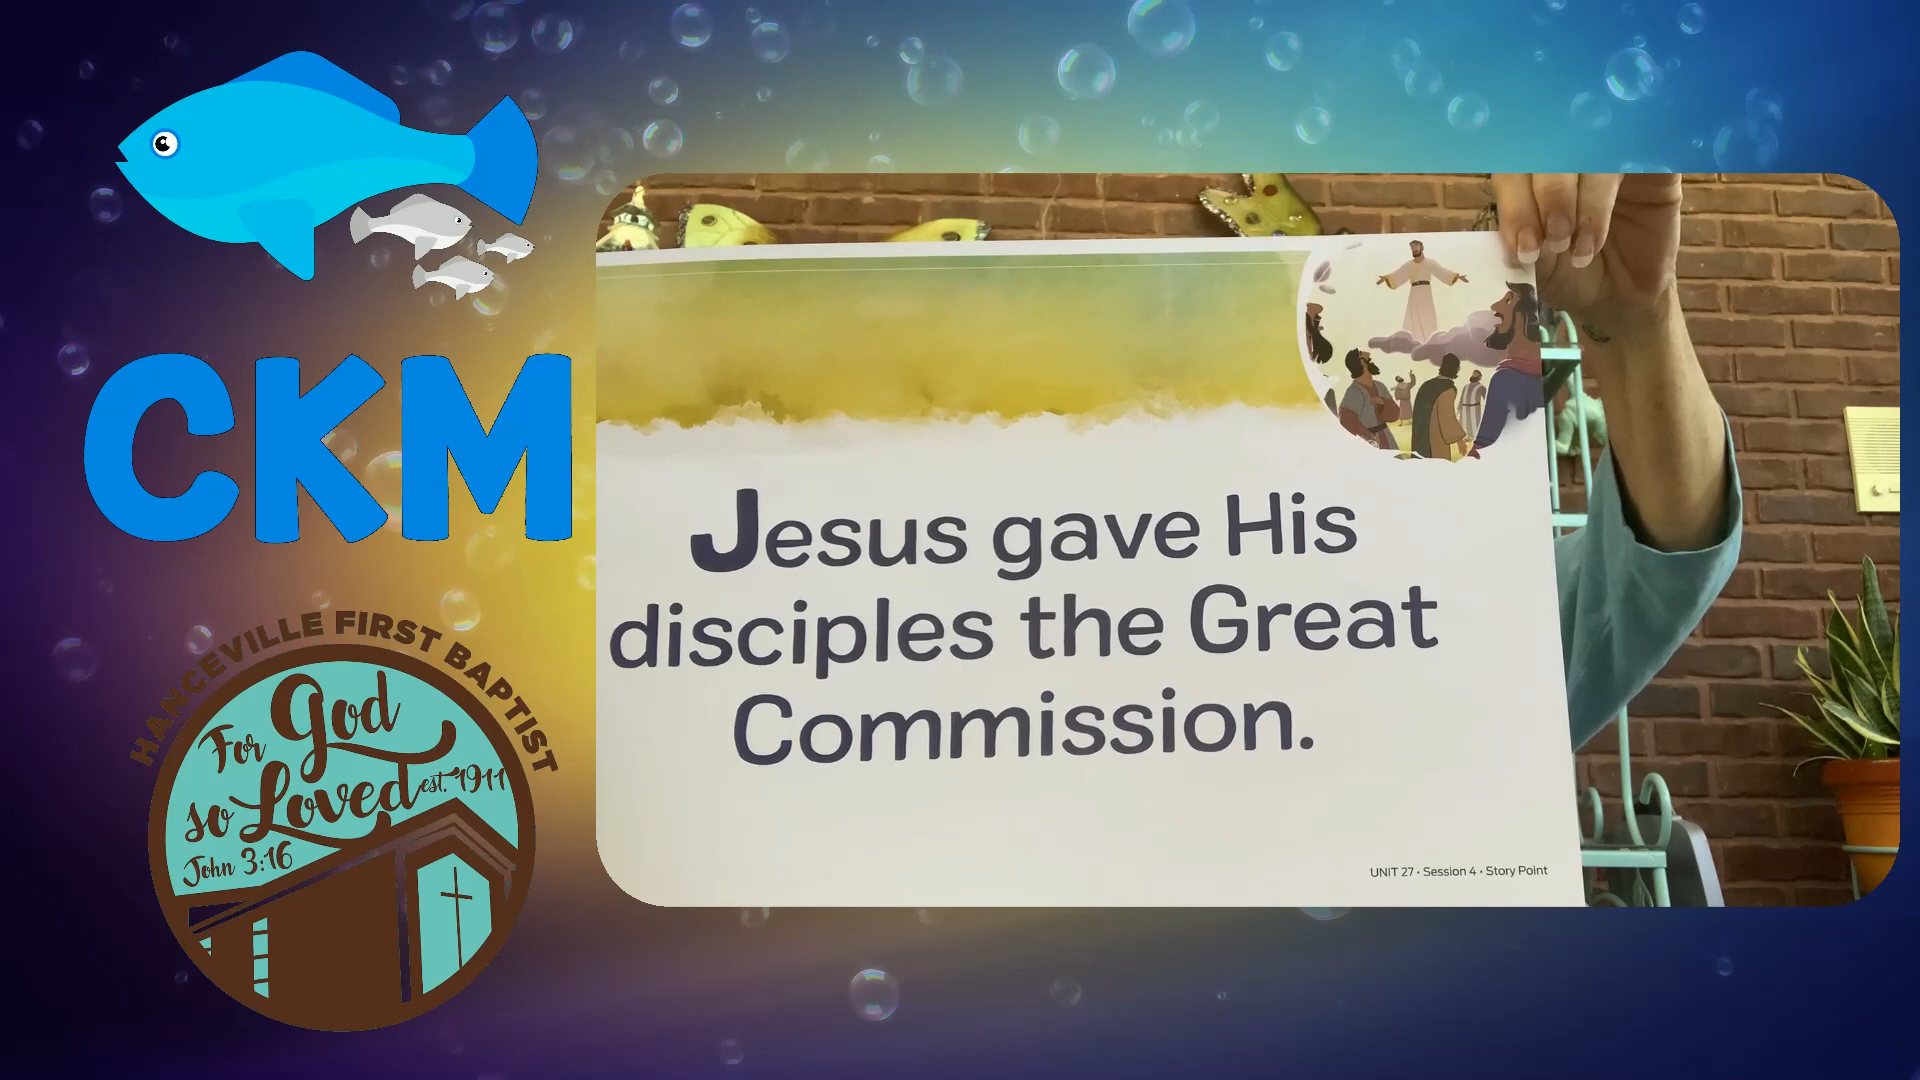 CKM
HANCEVILLE FIRST BAPTIST
For God
so Loved est. 1911
John 3:16
Jesus gave His
disciples the Great
Commission.
UNIT 27 • Session 4 • Story Point